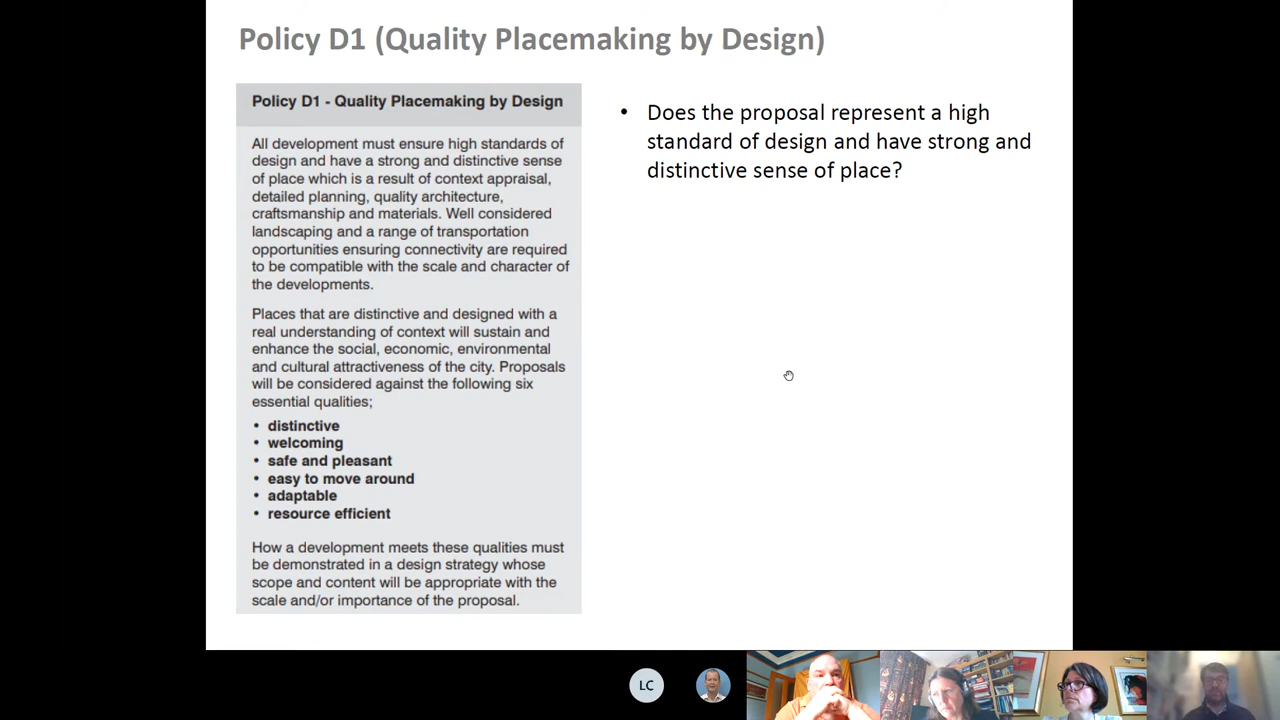 Policy D1 (Quality Placemaking by Design)
Policy D1 - Quality Placemaking by Design
All development must ensure high standards of
design and have a strong and distinctive sense
of place which is a result of context appraisal,
detailed planning, quality architecture,
craftsmanship and materials. Well considered
landscaping and a range of transportation
opportunities ensuring connectivity are required
to be compatible with the scale and character of
the developments.
Places that are distinctive and designed with a
real understanding of context will sustain and
enhance the social, economic, environmental
and cultural attractiveness of the city. Proposals
will be considered against the following six
essential qualities;
• distinctive
• welcoming
• safe and pleasant
• easy to move around
• adaptable
• resource efficient
How a development meets these qualities must
be demonstrated in a design strategy whose
scope and content will be appropriate with the
scale and/or importance of the proposal.
• Does the proposal represent a high
standard of design and have strong and
distinctive sense of place?
LC